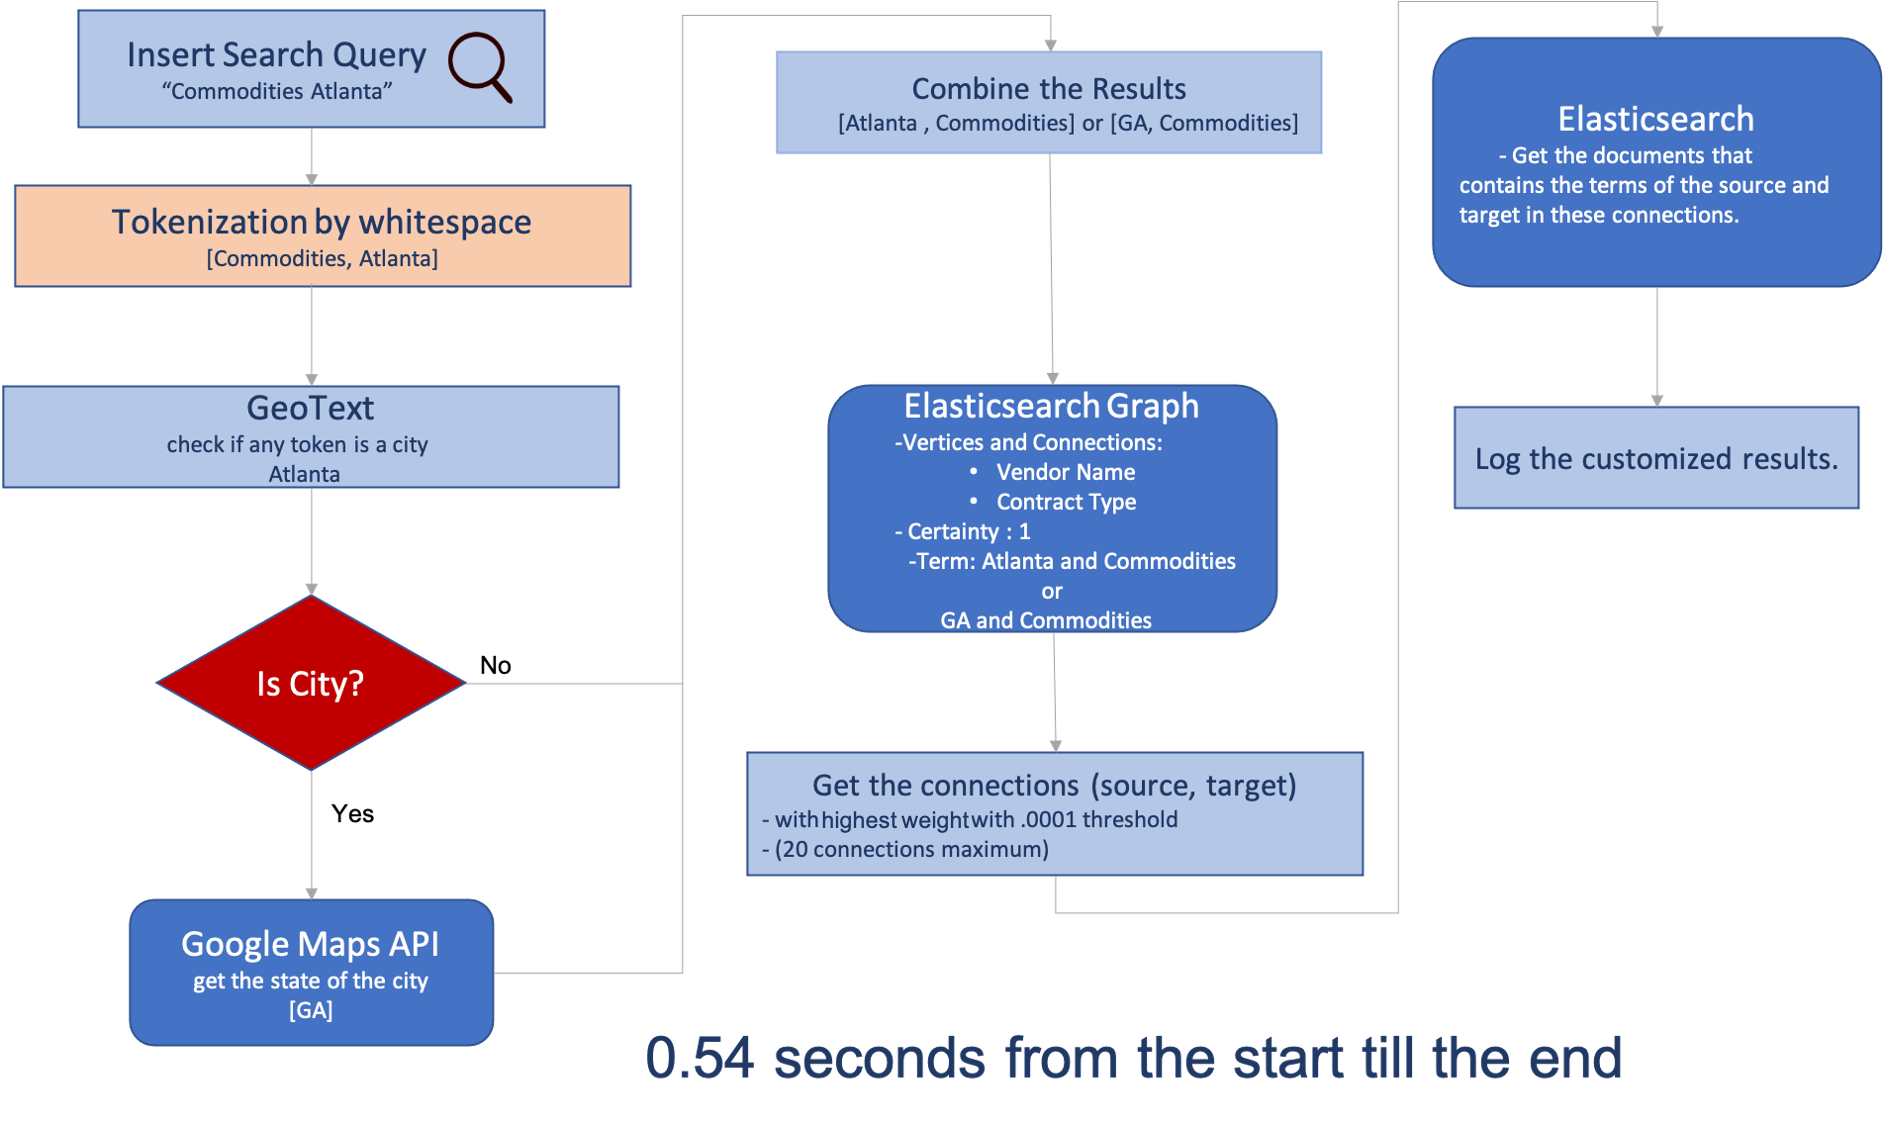 Insert Search Query
“Commodities Atlanta”
Tokenization by whitespace
[Commodities, Atlanta]
GeoText
check if any token is a city
Atlanta
Is City?
No
Yes
Google Maps API
get the state of the city
[GA]
Combine the Results
[Atlanta , Commodities] or [GA, Commodities]
Elasticsearch Graph
-Vertices and Connections:
• Vendor Name
• Contract Type
- Certainty : 1
-Term: Atlanta and Commodities
or
GA and Commodities
Get the connections (source, target)
- with highest weight with .0001 threshold
- (20 connections maximum)
Elasticsearch
- Get the documents that
contains the terms of the source and
target in these connections.
Log the customized results.
0.54 seconds from the start till the end